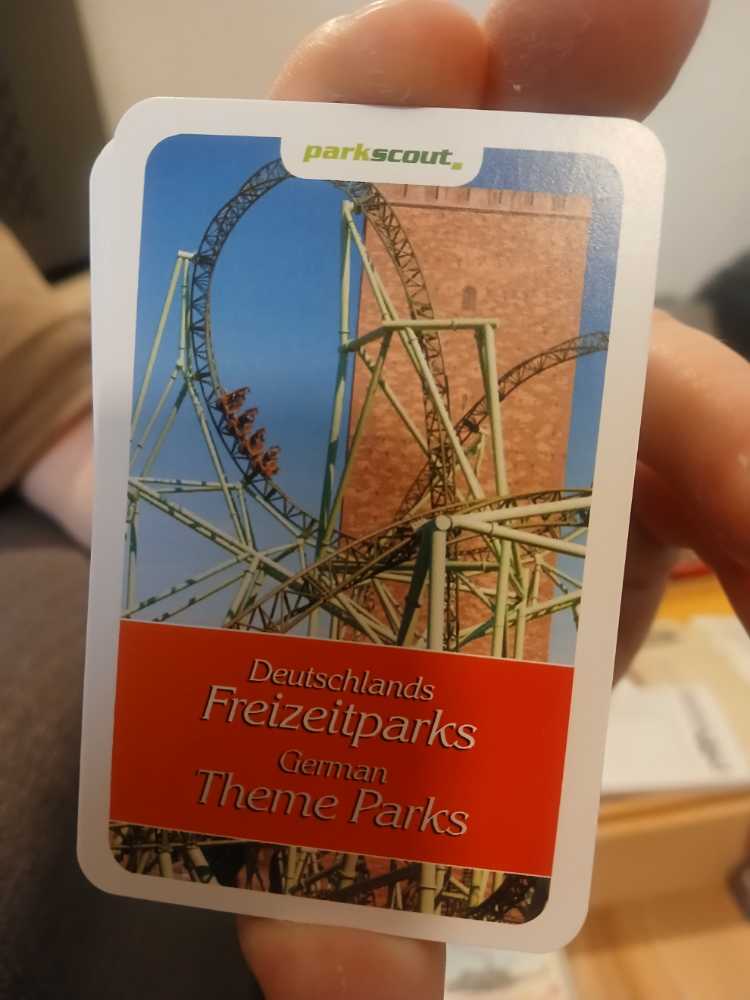 parkscout.
Deutschlands
Freizeitparks
German
Theme Parks